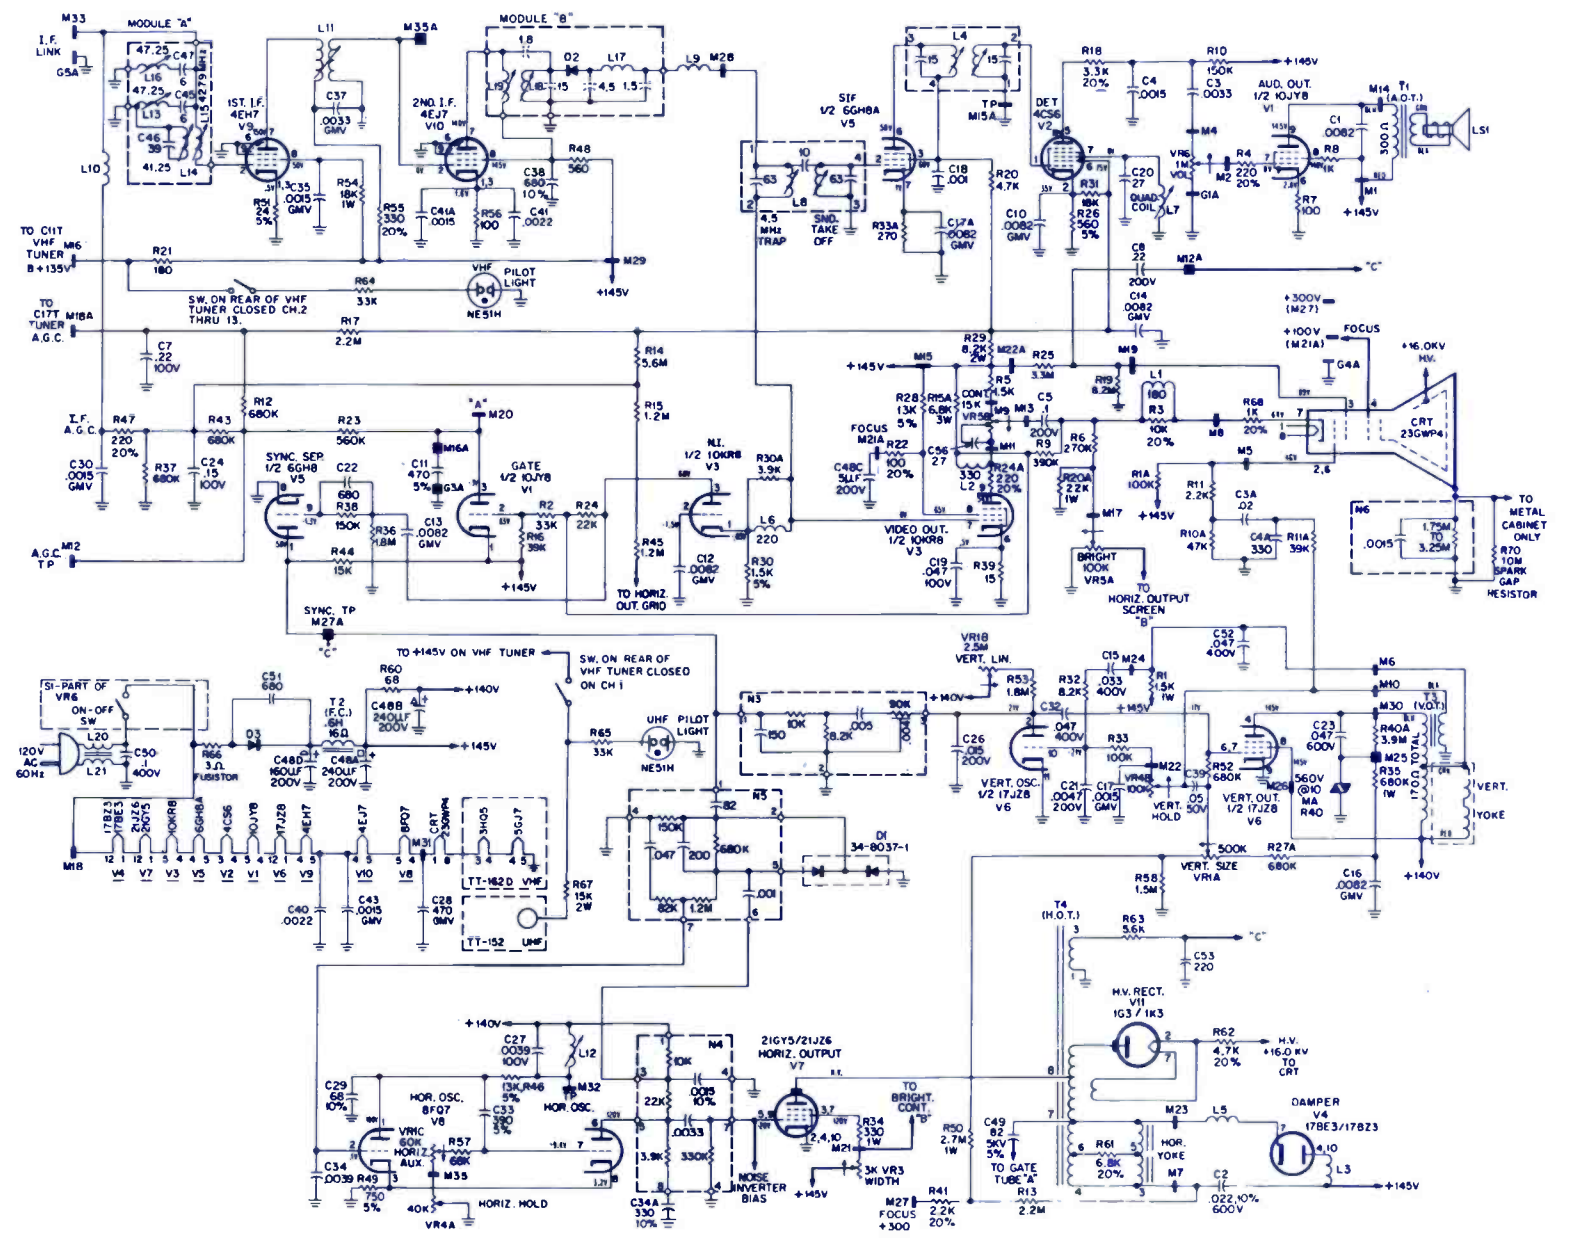 M33
I.F.
LINK
G5A
MODULE "A"
47.25
C47
6
L16
47.25
C45
6
L13
C46
39
41.25
L14
L15 42.79MHz
L10
1ST. I.F.
4EH7
V9
L11
C37
.0033
GMV
M35A
2ND. I.F.
4EJ7
V10
MODULE "B"
1.8
D2
L17
L19
L18
15
4.5
1.5
L9
M28
R48
560
C38
680
10%
C35
.0015
GMV
R51
24
5%
R54
18K
1W
R55
330
20%
C41A
.0015
R56
100
C41
.0022
TO C11T
VHF
TUNER
M16
B+135V
R21
180
M29
+145V
SW. ON REAR OF VHF
TUNER CLOSED CH.2
THRU 13.
R64
33K
VHF
PILOT
LIGHT
NE51H
TO
C17T
TUNER
M18A
A.G.C.
R17
2.2M
C7
.22
100V
SIF
1/2 6GH8A
V5
L4
15
15
TP
M15A
10
63
63
L8
4.5
MHz
TRAP
SND.
TAKE
OFF
R33A
270
C17A
.0082
GMV
C18
.001
R20
4.7K
DET
4CS6
V2
R18
3.3K
20%
C4
.0015
R10
150K
+145V
C3
.0033
M4
VR6
1M
VOL
M2
G1A
AUD. OUT.
1/2 10JY8
V1
R4
220
20%
R8
1K
R7
100
C1
.0082
M14
T1
(A.O.T.)
300Ω
LS1
M1
+145V
C10
.0082
GMV
R31
18K
R26
560
5%
C20
27
QUAD.
COIL
L7
C8
.22
200V
M12A
"C"
C14
.0082
GMV
+300V
(M27)
+100V
(M21A)
FOCUS
G4A
+16.0KV
H.V.
I.F.
A.G.C.
R47
220
20%
R43
680K
R12
680K
R23
560K
R14
5.6M
R15
1.2M
R37
680K
C24
.15
100V
C30
.0015
GMV
M12
A.G.C.
T.P.
SYNC. SEP.
1/2 6GH8
V5
C22
680
R38
150K
R36
1.8M
R44
15K
"A"
M20
M16A
C11
470
5%
G3A
C13
.0082
GMV
GATE
1/2 10JY8
V1
R2
33K
R24
22K
R16
39K
+145V
R45
1.2M
TO HORIZ.
OUT. GRID
N.I.
1/2 10KR8
V3
R30A
3.9K
L6
220
C12
.0082
GMV
R30
1.5K
5%
+145V
M15
R29
8.2K
2W
M22A
R25
3.3M
M19
R5
1.5K
CONT.
15K
VR5B
M9
M13
C5
.1
200V
R28
13K
5%
R15A
6.8K
3W
C56
27
M11
R9
390K
FOCUS
M21A
R22
100
20%
C48C
5μF
200V
330
L2
R24A
220
20%
VIDEO OUT.
1/2 10KR8
V3
C19
.047
100V
R39
15
R6
270K
R19
8.2M
L1
180
R3
10K
20%
M8
R68
1K
20%
CRT
23GWP4
M5
R20A
22K
1W
M17
BRIGHT
100K
VR5A
TO
HORIZ. OUTPUT
SCREEN
"B"
R1A
100K
+145V
R11
2.2K
C3A
.02
R10A
47K
C4A
330
R11A
39K
N6
.0015
1.75M
TO
3.25M
TO
METAL
CABINET
ONLY
R70
10M
SPARK
GAP
RESISTOR
SYNC. TP
M27A
"C"
S1-PART OF
VR6
ON-OFF
SW
120V
AC
60Hz
L20
L21
C50
.1
400V
R66
3Ω
FUSISTOR
C51
680
D3
C48D
160μF
200V
T2
(F.C.)
.6H
16Ω
C48A
240μF
200V
R60
68
+140V
C48B
240μF
200V
+145V
TO +145V ON VHF TUNER
SW. ON REAR OF
VHF TUNER CLOSED
ON CH 1
R65
33K
UHF PILOT
LIGHT
NE51H
17BZ3
17BE3
21JZ6
21GY5
10KR8
6GH8A
4CS6
10JY8
17JZ8
4EH7
4EJ7
8FQ7
CRT
23GWP4
3HQ5
5GJ7
M18
V4
V7
V3
V5
V2
V1
V6
V9
V10
V8
M31
TT-162D VHF
TT-152 UHF
C40
.0022
C43
.0015
GMV
C28
470
GMV
R67
15K
2W
N3
10K
90K
150
8.2K
.005
N5
82
150K
.047
200
680K
82K
1.2M
.001
D1
34-8037-1
VR1B
2.5M
VERT. LIN.
+140V
R53
1.8M
C26
.015
200V
VERT. OSC.
1/2 17JZ8
V6
C32
.047
400V
C15
.033
400V
M24
R32
8.2K
R1
1.5K
1W
+145V
R33
100K
C21
.0047
200V
C17
.0015
GMV
M22
VR4B
100K
VERT.
HOLD
C39
.05
50V
R52
680K
C52
.047
400V
VERT. OUT.
1/2 17JZ8
V6
M26
560V
@10
MA
R40
C23
.047
600V
M6
M10
M30
R40A
3.9M
M25
R35
680K
1W
T3
(V.O.T.)
170Ω TOTAL
VERT.
YOKE
+140V
500K
VERT. SIZE
VR1A
R27A
680K
R58
1.5M
C16
.0082
GMV
T4
(H.O.T.)
R63
5.6K
"C"
C53
220
H.V. RECT.
V11
1G3 / 1K3
R62
4.7K
20%
H.V.
+16.0 KV
TO
CRT
+140V
C27
.0039
100V
L12
M32
TP
HOR. OSC.
13K, R46
5%
C29
68
10%
HOR. OSC.
8FQ7
V8
C33
390
5%
VR1C
60K
HORIZ.
AUX.
R57
68K
M35
C34
.0039
R49
750
5%
40K
VR4A
HORIZ. HOLD
N4
10K
22K
.0015
10%
.0033
3.9K
330K
C34A
330
10%
NOISE
INVERTER
BIAS
21GY5/21JZ6
HORIZ. OUTPUT
V7
R34
330
1W
M21
3K VR3
WIDTH
+145V
TO
BRIGHT.
CONT.
"B"
R50
2.7M
1W
C49
82
5KV
5%
TO GATE
TUBE "A"
R61
6.8K
20%
HOR.
YOKE
M23
L5
M7
C2
.022,10%
600V
DAMPER
V4
17BE3/17BZ3
L3
+145V
M27
FOCUS
+300
R41
2.2K
20%
R13
2.2M